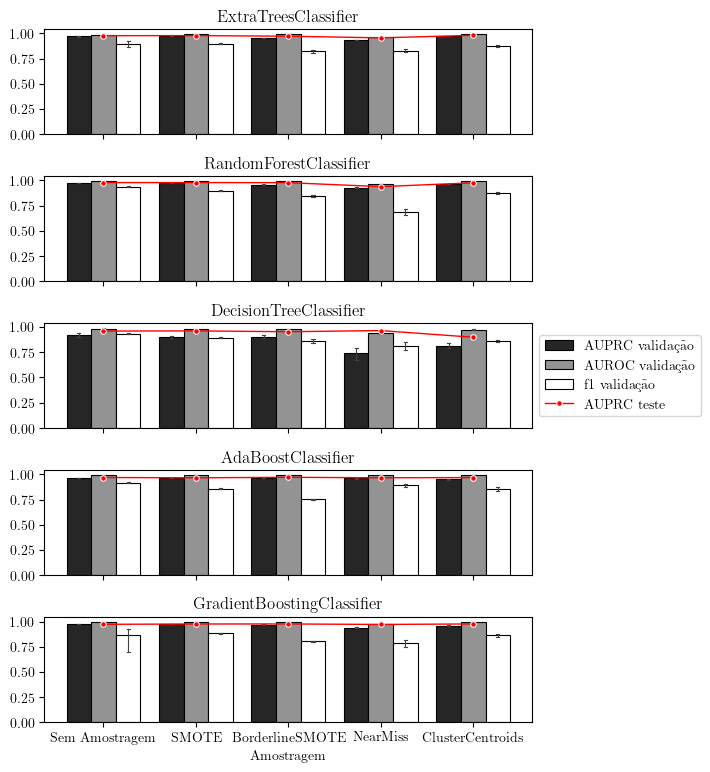 ExtraTreesClassifier
1.00
0.75
0.50
0.25
0.00
RandomForestClassifier
1.00
0.75
0.50
0.25
0.00
DecisionTreeClassifier
1.00
0.75
0.50
0.25
0.00
AUPRC validação
AUROC validação
f1 validação
AUPRC teste
AdaBoostClassifier
1.00
0.75
0.50
0.25
0.00
GradientBoostingClassifier
1.00
0.75
0.50
0.25
0.00
Sem Amostragem SMOTE BorderlineSMOTE NearMiss ClusterCentroids
Amostragem